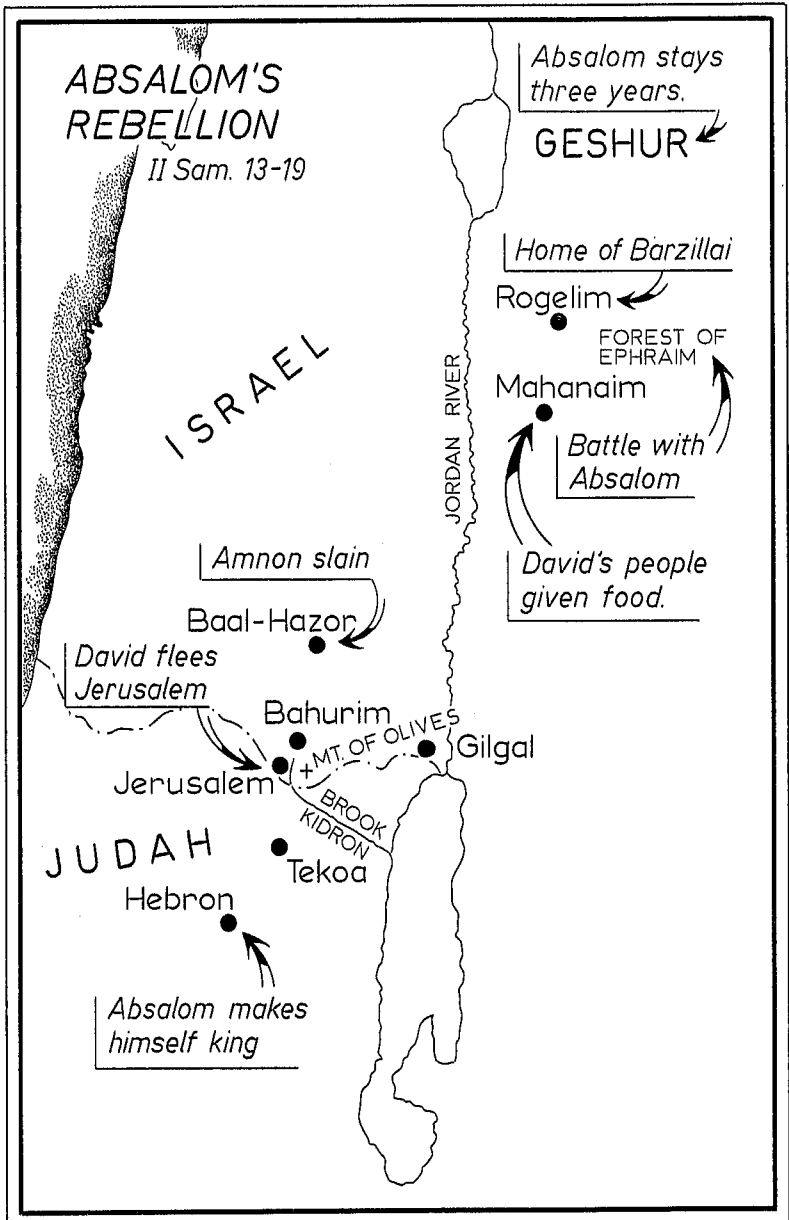 ABSALOM'S
REBELLION
II Sam. 13-19
Absalom stays
three years.
GESHUR
Home of Barzillai
Rogelim
FOREST OF
EPHRAIM
ISRAEL
JORDAN RIVER
Mahanaim
Battle with
Absalom
Amnon slain
David's people
given food.
Baal-Hazor
David flees
Jerusalem
Bahurim
MT. OF OLIVES
Gilgal
Jerusalem
BROOK
KIDRON
JUDAH
Tekoa
Hebron
Absalom makes
himself king